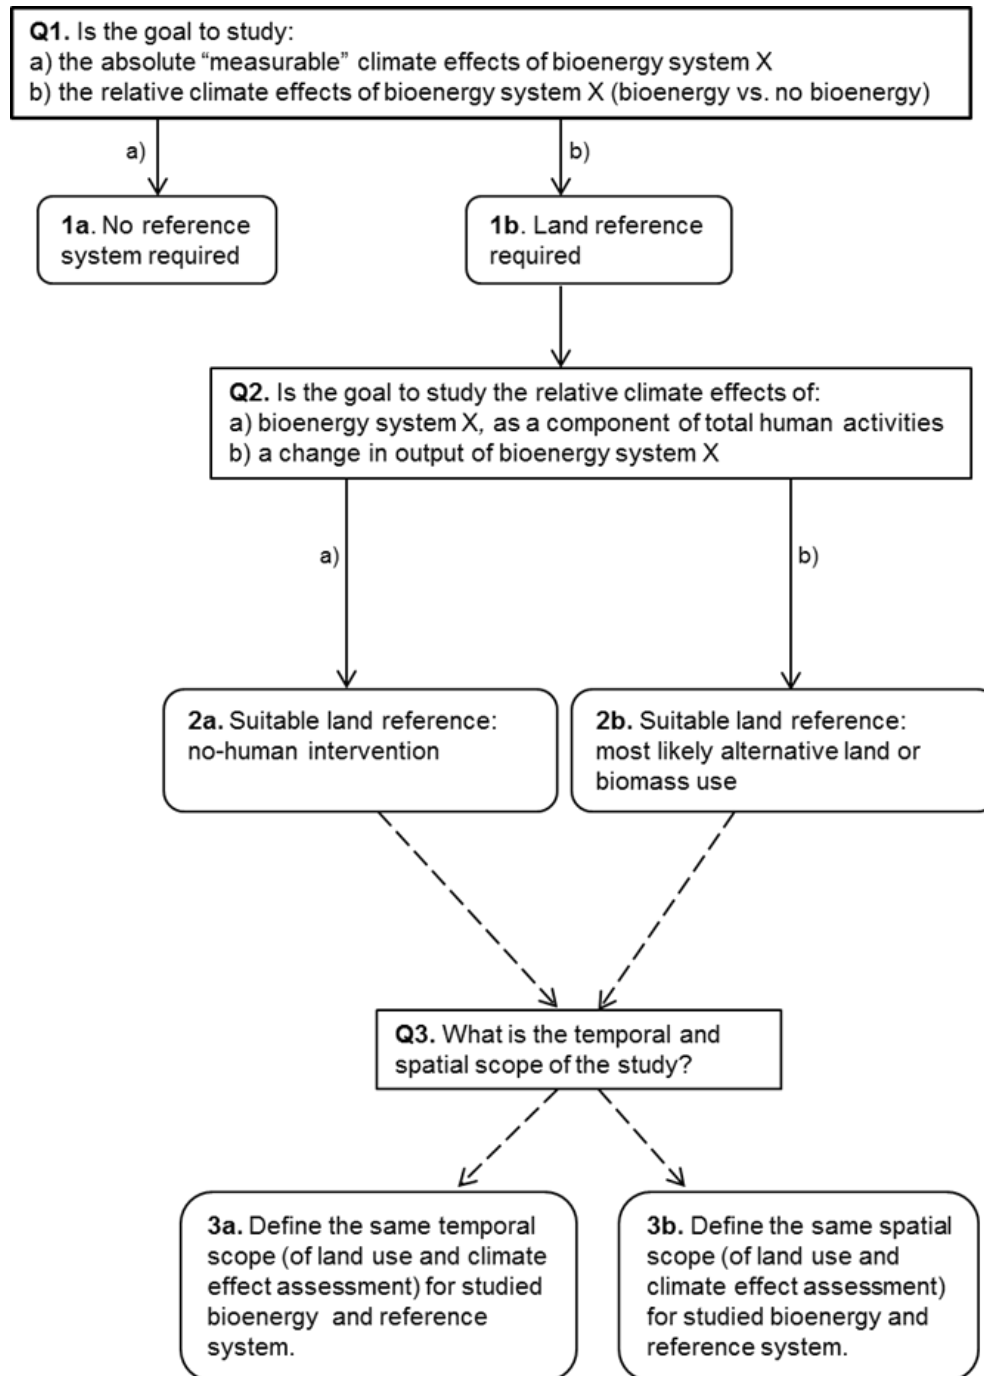 Q1. Is the goal to study:
a) the absolute “measurable” climate effects of bioenergy system X
b) the relative climate effects of bioenergy system X (bioenergy vs. no bioenergy)
a)
b)
1a. No reference
system required
1b. Land reference
required
Q2. Is the goal to study the relative climate effects of:
a) bioenergy system X, as a component of total human activities
b) a change in output of bioenergy system X
a)
b)
2a. Suitable land reference:
no-human intervention
2b. Suitable land reference:
most likely alternative land or
biomass use
Q3. What is the temporal and
spatial scope of the study?
3a. Define the same temporal
scope (of land use and climate
effect assessment) for studied
bioenergy and reference
system.
3b. Define the same spatial
scope (of land use and
climate effect assessment)
for studied bioenergy and
reference system.